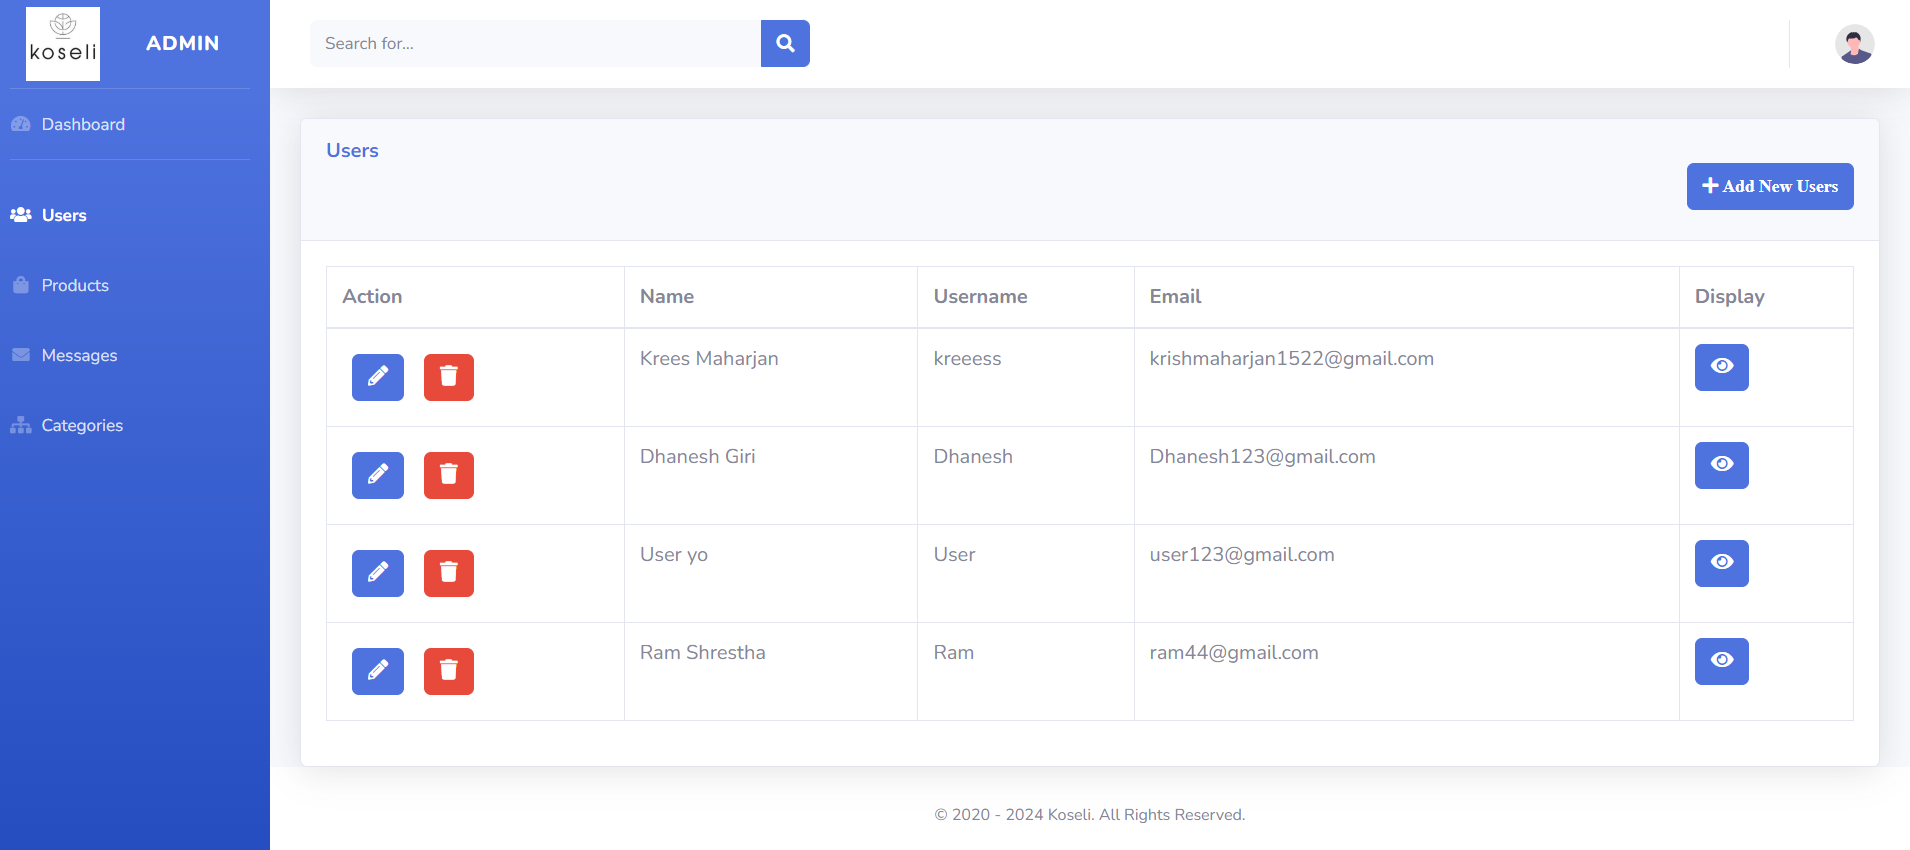 koseli
ADMIN
Search for...
Dashboard
Users
Products
Messages
Categories
Users
Add New Users
Action Name Username Email Display
Krees Maharjan kreeess krishmaharjan1522@gmail.com
Dhanesh Giri Dhanesh Dhanesh123@gmail.com
User yo User user123@gmail.com
Ram Shrestha Ram ram44@gmail.com
© 2020 - 2024 Koseli. All Rights Reserved.